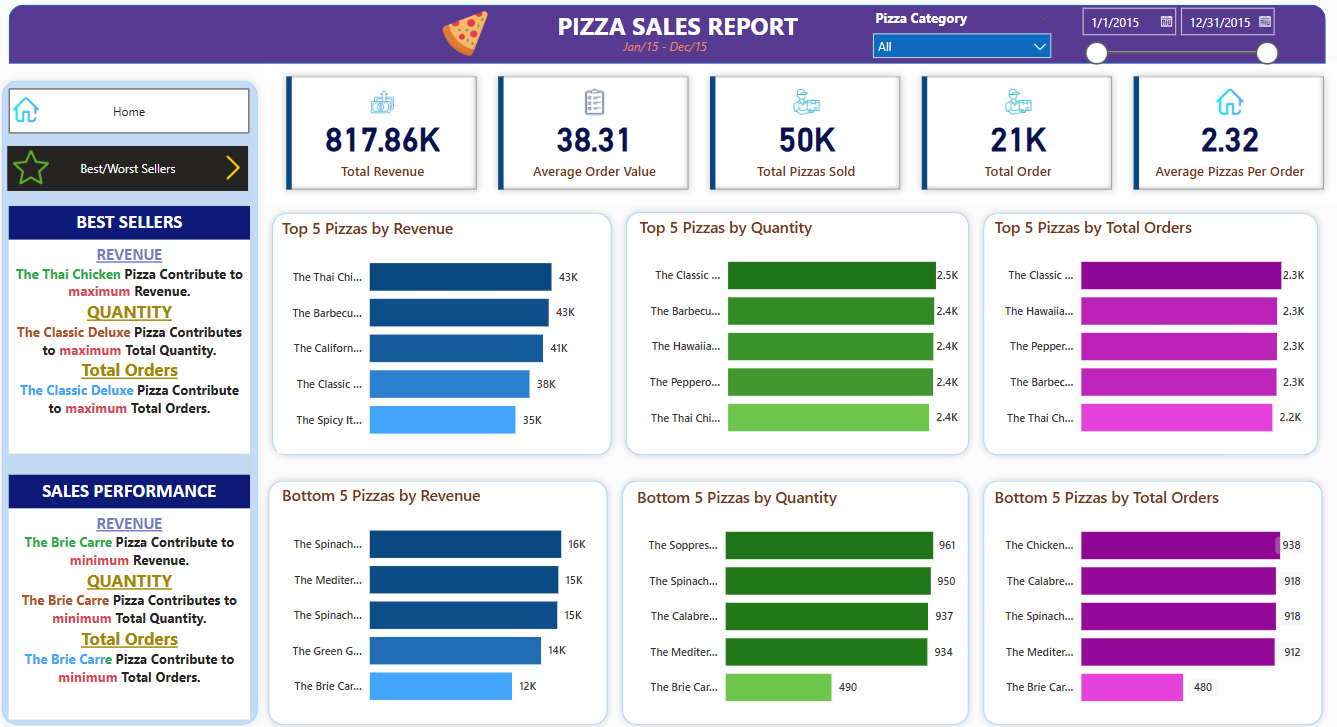 PIZZA SALES REPORT
Jan/15 - Dec/15
Pizza Category
All
1/1/2015
12/31/2015
Home
Best/Worst Sellers
817.86K
Total Revenue
38.31
Average Order Value
50K
Total Pizzas Sold
21K
Total Order
2.32
Average Pizzas Per Order
BEST SELLERS
REVENUE
The Thai Chicken Pizza Contribute to
maximum Revenue.
QUANTITY
The Classic Deluxe Pizza Contributes
to maximum Total Quantity.
Total Orders
The Classic Deluxe Pizza Contribute
to maximum Total Orders.
SALES PERFORMANCE
REVENUE
The Brie Carre Pizza Contribute to
minimum Revenue.
QUANTITY
The Brie Carre Pizza Contributes to
minimum Total Quantity.
Total Orders
The Brie Carre Pizza Contribute to
minimum Total Orders.
Top 5 Pizzas by Revenue
The Thai Chi... 43K
The Barbecu... 43K
The Californ... 41K
The Classic ... 38K
The Spicy It... 35K
Top 5 Pizzas by Quantity
The Classic ... 2.5K
The Barbecu... 2.4K
The Hawaiia... 2.4K
The Peppero... 2.4K
The Thai Chi... 2.4K
Top 5 Pizzas by Total Orders
The Classic ... 2.3K
The Hawaiia... 2.3K
The Pepper... 2.3K
The Barbec... 2.3K
The Thai Ch... 2.2K
Bottom 5 Pizzas by Revenue
The Spinach... 16K
The Mediter... 15K
The Spinach... 15K
The Green G... 14K
The Brie Car... 12K
Bottom 5 Pizzas by Quantity
The Soppres... 961
The Spinach... 950
The Calabre... 937
The Mediter... 934
The Brie Car... 490
Bottom 5 Pizzas by Total Orders
The Chicken... 938
The Calabre... 918
The Spinach... 918
The Mediter... 912
The Brie Car... 480